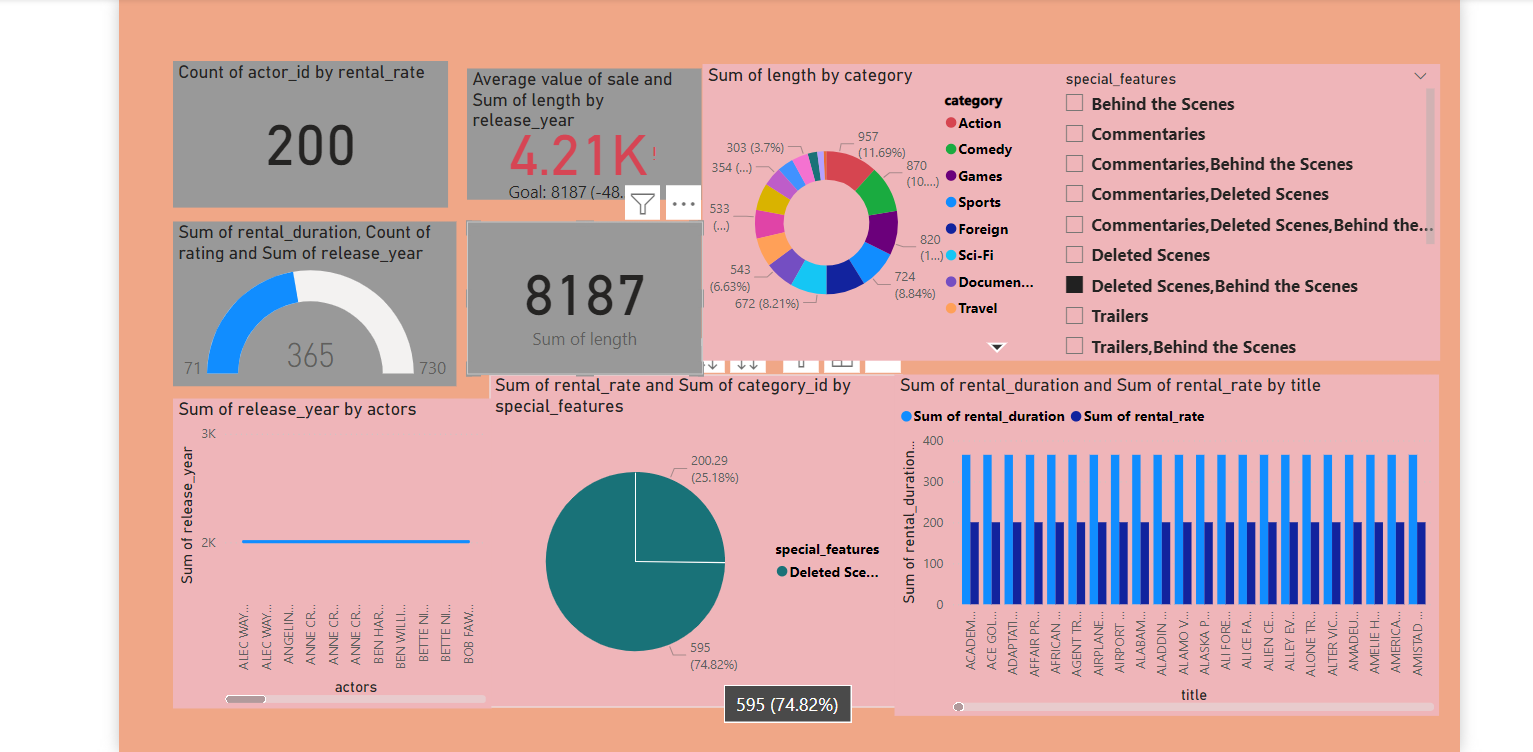 Count of actor_id by rental_rate
200
Average value of sale and
Sum of length by
release_year
4.21K!
Goal: 8187 (-48.
Sum of rental_duration, Count of
rating and Sum of release_year
365
71
730
8187
Sum of length
Sum of length by category
957
(11.69%)
870
(10....)
820
(1...)
724
(8.84%)
672 (8.21%)
543
(6.63%)
533
(...)
354 (...)
303 (3.7%)
category
Action
Comedy
Games
Sports
Foreign
Sci-Fi
Documen...
Travel
special_features
Behind the Scenes
Commentaries
Commentaries,Behind the Scenes
Commentaries,Deleted Scenes
Commentaries,Deleted Scenes,Behind the...
Deleted Scenes
Deleted Scenes,Behind the Scenes
Trailers
Trailers,Behind the Scenes
Sum of release_year by actors
Sum of release_year
3K
2K
ALEC WAY...
ALEC WAY...
ANGELIN...
ANNE CR...
ANNE CR...
ANNE CR...
BEN HAR...
BEN WILLI...
BETTE NI...
BETTE NI...
BOB FAW...
actors
Sum of rental_rate and Sum of category_id by
special_features
200.29
(25.18%)
595
(74.82%)
special_features
Deleted Sce...
595 (74.82%)
Sum of rental_duration and Sum of rental_rate by title
Sum of rental_duration
Sum of rental_rate
Sum of rental_duration...
400
300
200
100
0
ACADEM...
ACE GOL...
ADAPTATI...
AFFAIR PR...
AFRICAN ...
AGENT TR...
AIRPLANE...
AIRPORT ...
ALABAM...
ALADDIN ...
ALAMO V...
ALASKA P...
ALI FORE...
ALICE FA...
ALIEN CE...
ALLEY EV...
ALONE TR...
ALTER VIC...
AMADEU...
AMELIE H...
AMERICA...
AMISTAD ...
title